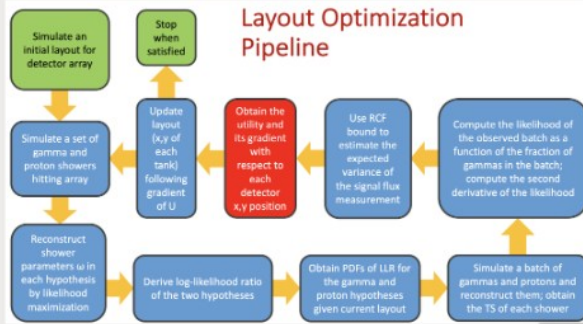 Layout Optimization
Pipeline
Simulate an
initial layout for
detector array
Stop
when
satisfied
Simulate a set of
gamma and
proton showers
hitting array
Update
layout
(x,y of
each
tank)
following
gradient
of U
Obtain the
utility and
its gradient
with
respect to
each
detector
x,y position
Use RCF
bound to
estimate the
expected
variance of
the signal flux
measurement
Compute the likelihood of
the observed batch as a
function of the fraction of
gammas in the batch;
compute the second
derivative of the likelihood
Reconstruct
shower
parameters ω in
each hypothesis
by likelihood
maximization
Derive log-likelihood ratio
of the two hypotheses
Obtain PDFs of LLR for
the gamma and
proton hypotheses
given current layout
Simulate a batch of
gammas and protons and
reconstruct them; obtain
the TS of each shower